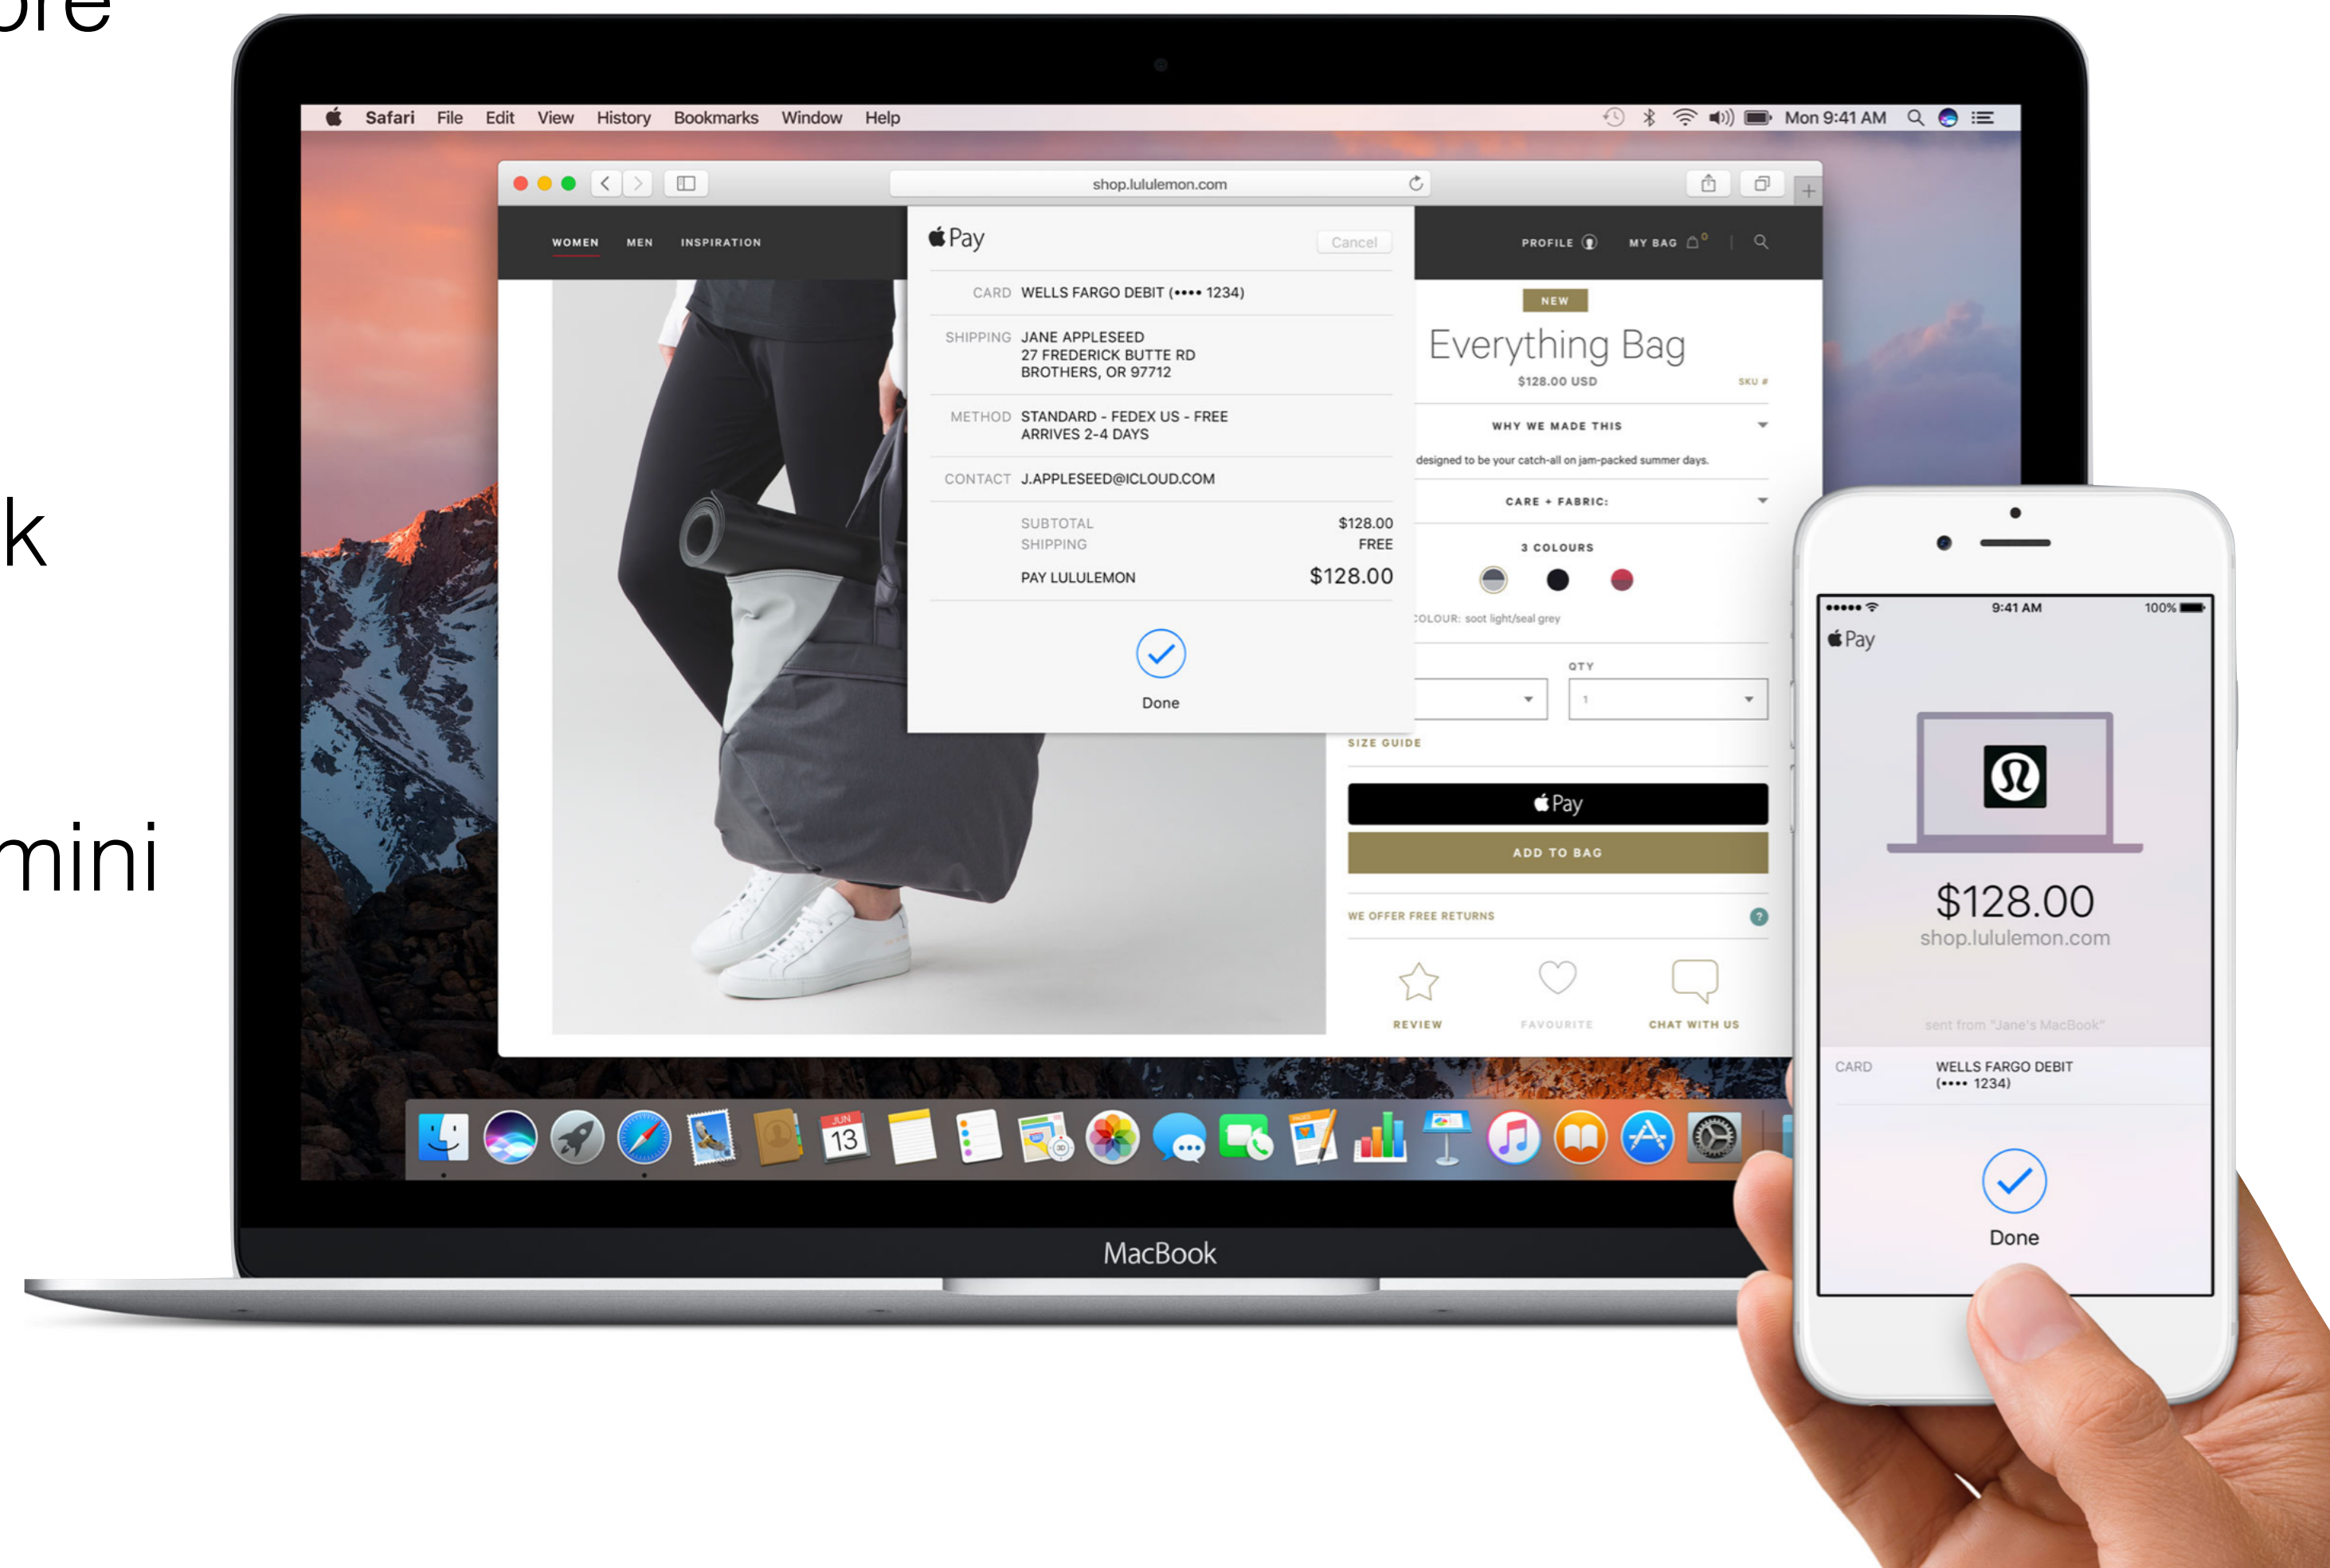 ore
k
mini
Safari File Edit View History Bookmarks Window Help
Mon 9:41 AM
shop.lululemon.com
WOMEN MEN INSPIRATION
Pay
Cancel
PROFILE
MY BAG 0
CARD WELLS FARGO DEBIT (•••• 1234)
SHIPPING JANE APPLESEED
27 FREDERICK BUTTE RD
BROTHERS, OR 97712
METHOD STANDARD - FEDEX US - FREE
ARRIVES 2-4 DAYS
CONTACT J.APPLESEED@ICLOUD.COM
SUBTOTAL $128.00
SHIPPING FREE
PAY LULULEMON $128.00
Done
NEW
Everything Bag
$128.00 USD
SKU #
WHY WE MADE THIS
designed to be your catch-all on jam-packed summer days.
CARE + FABRIC:
3 COLOURS
COLOUR: soot light/seal grey
QTY
1
SIZE GUIDE
Pay
ADD TO BAG
WE OFFER FREE RETURNS
?
REVIEW FAVOURITE CHAT WITH US
JUN
13
PAGES
MacBook
9:41 AM
100%
Pay
$128.00
shop.lululemon.com
sent from "Jane's MacBook"
CARD WELLS FARGO DEBIT
(•••• 1234)
Done